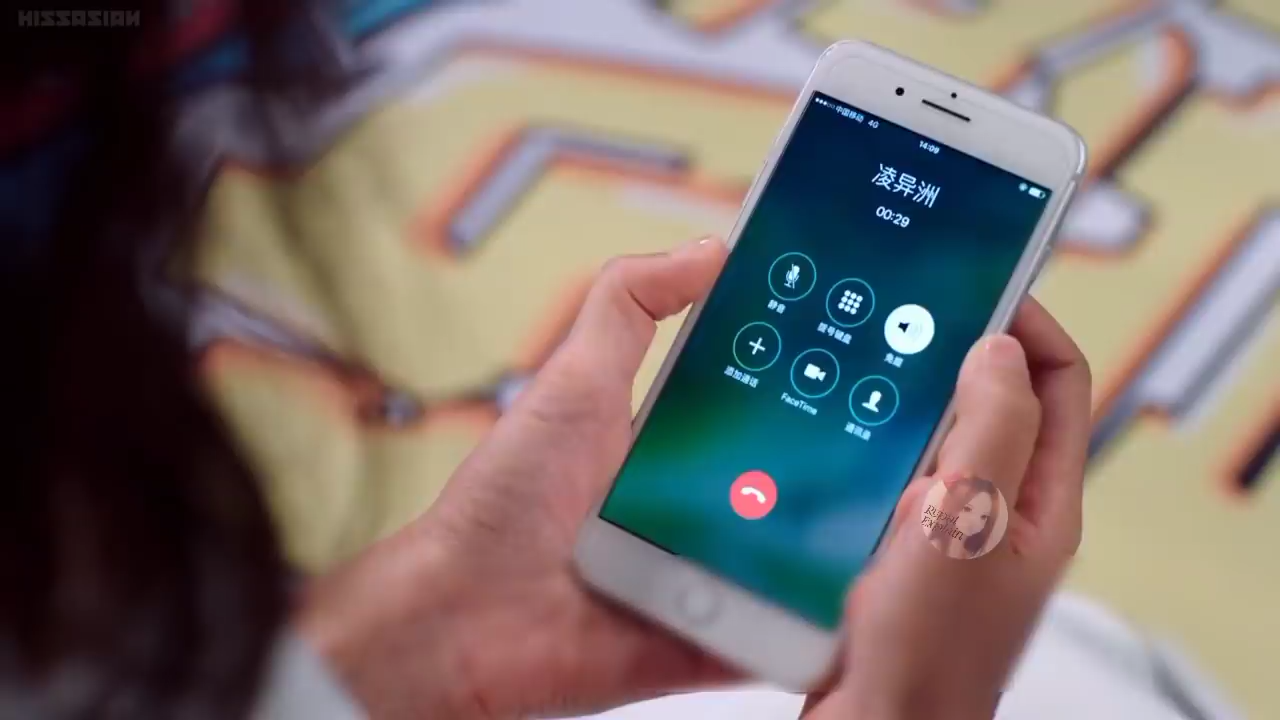 HISSASIAN
中国移动 4G
14:09
凌异洲
00:29
静音
拨号键盘
免提
添加通话
FaceTime
通讯录